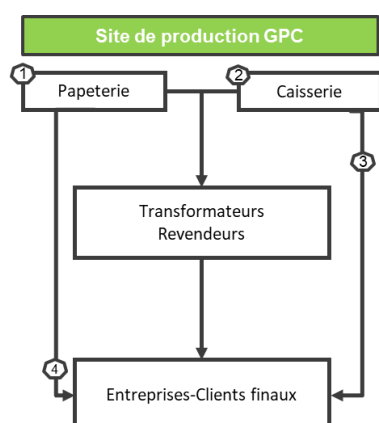 Site de production GPC
1
Papeterie
2
Caisserie
3
Transformateurs
Revendeurs
4
Entreprises-Clients finaux